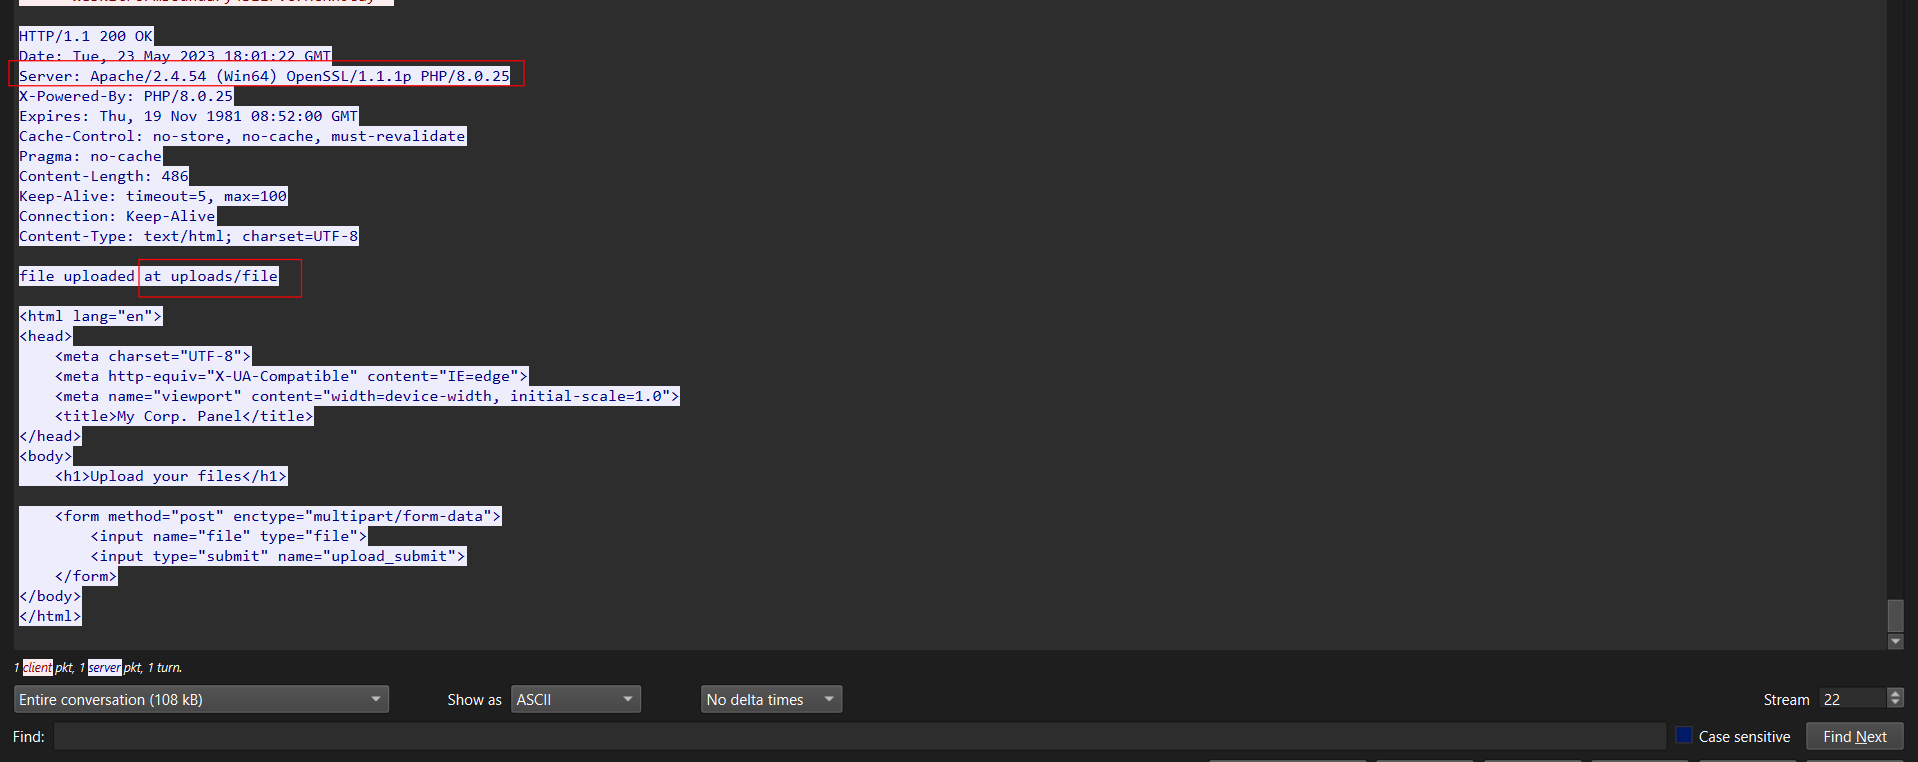 HTTP/1.1 200 OK
Date: Tue, 23 May 2023 18:01:22 GMT
Server: Apache/2.4.54 (Win64) OpenSSL/1.1.1p PHP/8.0.25
X-Powered-By: PHP/8.0.25
Expires: Thu, 19 Nov 1981 08:52:00 GMT
Cache-Control: no-store, no-cache, must-revalidate
Pragma: no-cache
Content-Length: 486
Keep-Alive: timeout=5, max=100
Connection: Keep-Alive
Content-Type: text/html; charset=UTF-8
file uploaded at uploads/file
<html lang="en">
<head>
    <meta charset="UTF-8">
    <meta http-equiv="X-UA-Compatible" content="IE=edge">
    <meta name="viewport" content="width=device-width, initial-scale=1.0">
    <title>My Corp. Panel</title>
</head>
<body>
    <h1>Upload your files</h1>
    <form method="post" enctype="multipart/form-data">
        <input name="file" type="file">
        <input type="submit" name="upload_submit">
    </form>
</body>
</html>
1 client pkt, 1 server pkt, 1 turn.
Entire conversation (108 kB) Show as ASCII No delta times Stream 22
Find: Case sensitive Find Next